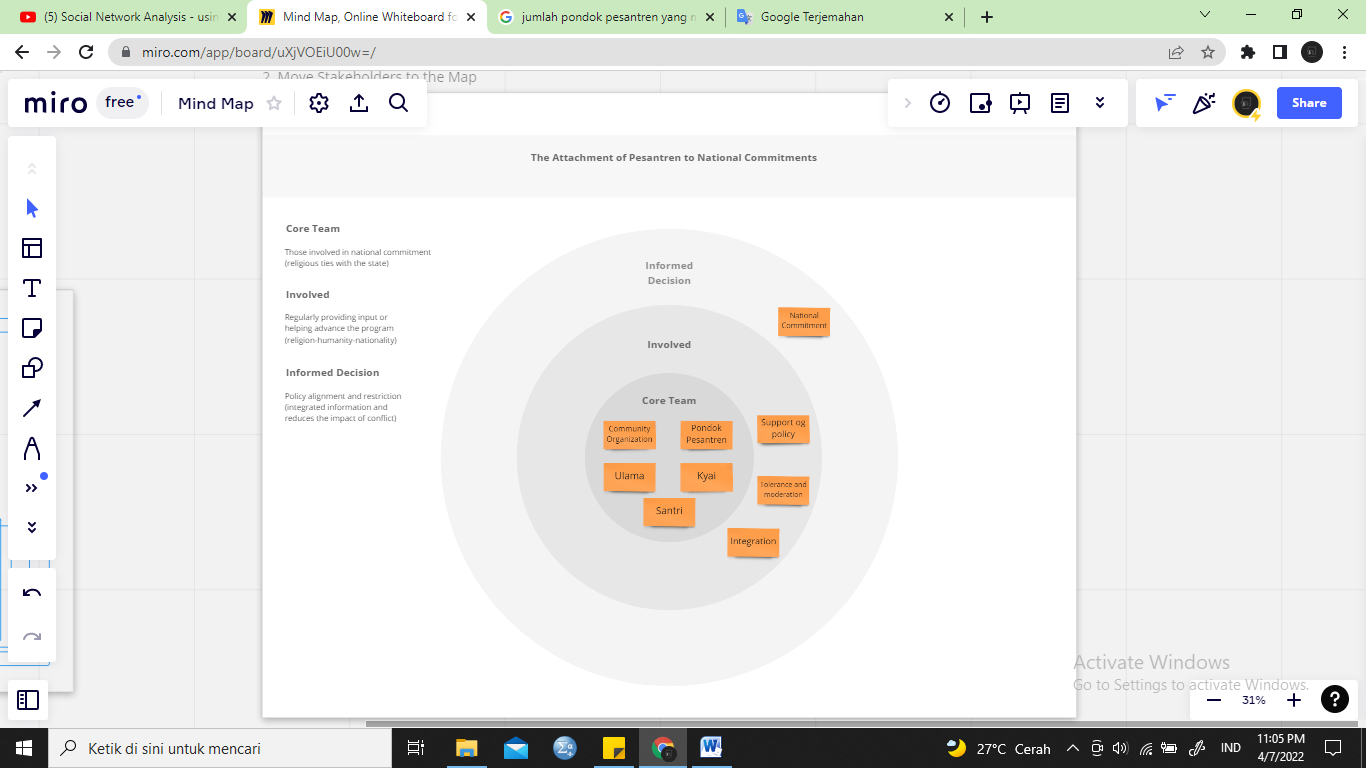 (5) Social Network Analysis - usin
Mind Map, Online Whiteboard fo
jumlah pondok pesantren yang m
Google Terjemahan
miro.com/app/board/uXjVOEiU00w=/
2. Move Stakeholders to the Map
miro
free
Mind Map
Share
The Attachment of Pesantren to National Commitments
Core Team
Those involved in national commitment
(religious ties with the state)
Involved
Regularly providing input or
helping advance the program
(religion-humanity-nationality)
Informed Decision
Policy alignment and restriction
(integrated information and
reduces the impact of conflict)
Informed
Decision
National
Commitment
Involved
Core Team
Community
Organization
Pondok
Pesantren
Support og
policy
Ulama
Kyai
Tolerance and
moderation
Santri
Integration
Activate Windows
Go to Settings to activate Windows.
31%
Ketik di sini untuk mencari
27°C Cerah
IND
11:05 PM
4/7/2022